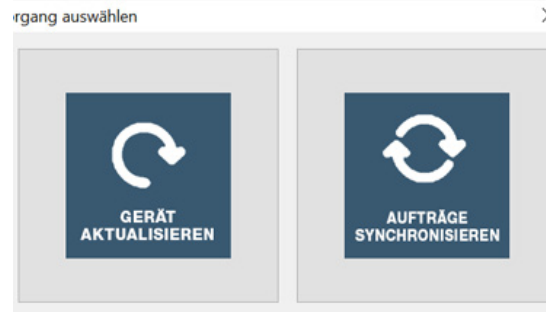 rgang auswählen
GERÄT
AKTUALISIEREN
AUFTRÄGE
SYNCHRONISIEREN